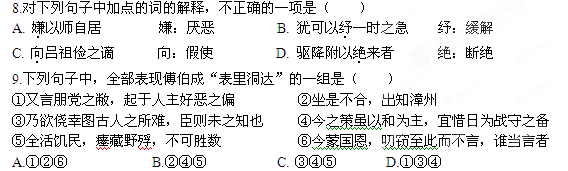 8.对下列句子中加点的词的解释，不正确的一项是（　　）
A. 嫌以师自居　　嫌：厌恶　　B. 犹可以纾一时之急　　纾：缓解
C. 向吕祖俭之谪　　向：假使　　D. 驱降附以绝来者　　绝：断绝
9.下列句子中，全部表现傅伯成“表里洞达”的一组是（　　）
①又言朋党之敝，起于人主好恶之偏　　②坐是不合，出知漳州
③乃欲侥幸图古人之所难，臣则未之知也　　④今之策虽以和为主，宜惜日为战守之备
⑤全活饥民，瘗藏野殍，不可胜数　　⑥今蒙国恩，叨窃至此而不言，谁当言者
A.①②⑥　　B.②④⑤　　C. ③④⑤　　D.①③④